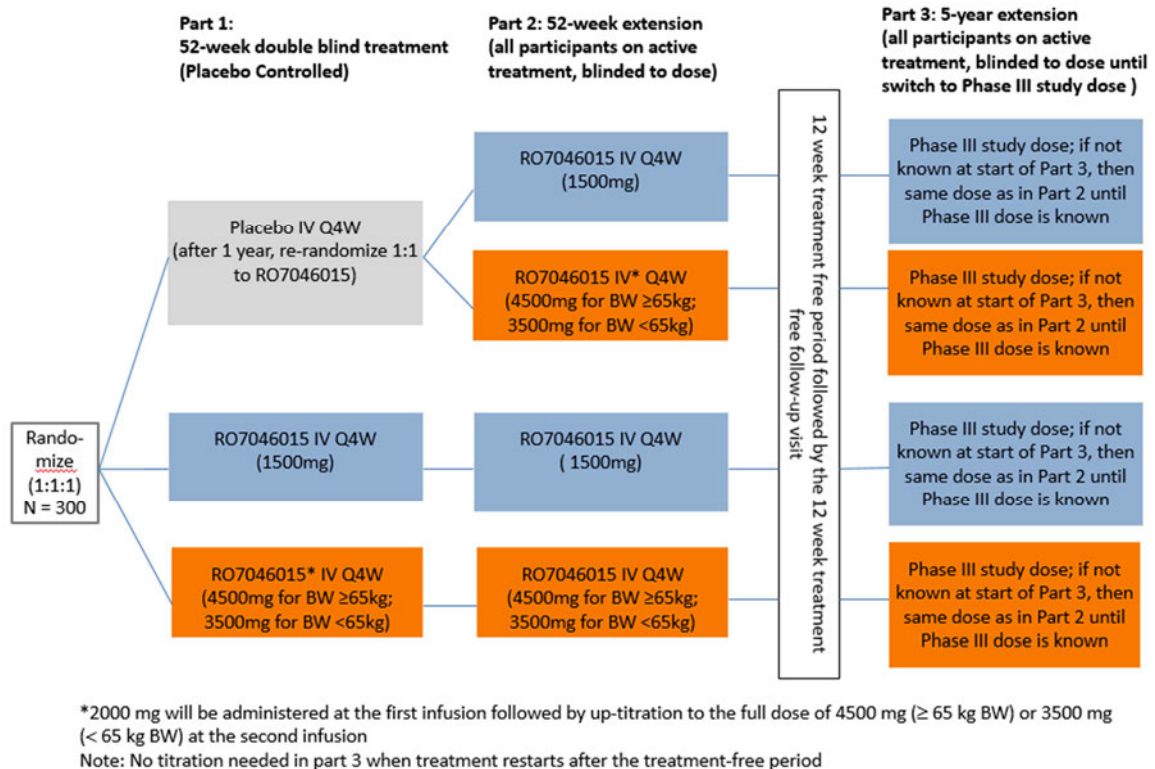 Part 1:
52-week double blind treatment
(Placebo Controlled)
Part 2: 52-week extension
(all participants on active
treatment, blinded to dose)
Part 3: 5-year extension
(all participants on active
treatment, blinded to dose until
switch to Phase III study dose )
Rando-
mize
(1:1:1)
N = 300
Placebo IV Q4W
(after 1 year, re-randomize 1:1
to RO7046015)
RO7046015 IV Q4W
(1500mg)
RO7046015* IV Q4W
(4500mg for BW ≥65kg;
3500mg for BW <65kg)
RO7046015 IV Q4W
(1500mg)
RO7046015 IV* Q4W
(4500mg for BW ≥65kg;
3500mg for BW <65kg)
RO7046015 IV Q4W
( 1500mg)
RO7046015 IV Q4W
(4500mg for BW ≥65kg;
3500mg for BW <65kg)
12 week treatment free period followed by the 12 week treatment
free follow-up visit
Phase III study dose; if not
known at start of Part 3, then
same dose as in Part 2 until
Phase III dose is known
Phase III study dose; if not
known at start of Part 3, then
same dose as in Part 2 until
Phase III dose is known
Phase III study dose; if not
known at start of Part 3, then
same dose as in Part 2 until
Phase III dose is known
Phase III study dose; if not
known at start of Part 3, then
same dose as in Part 2 until
Phase III dose is known
*2000 mg will be administered at the first infusion followed by up-titration to the full dose of 4500 mg (≥ 65 kg BW) or 3500 mg
(< 65 kg BW) at the second infusion
Note: No titration needed in part 3 when treatment restarts after the treatment-free period